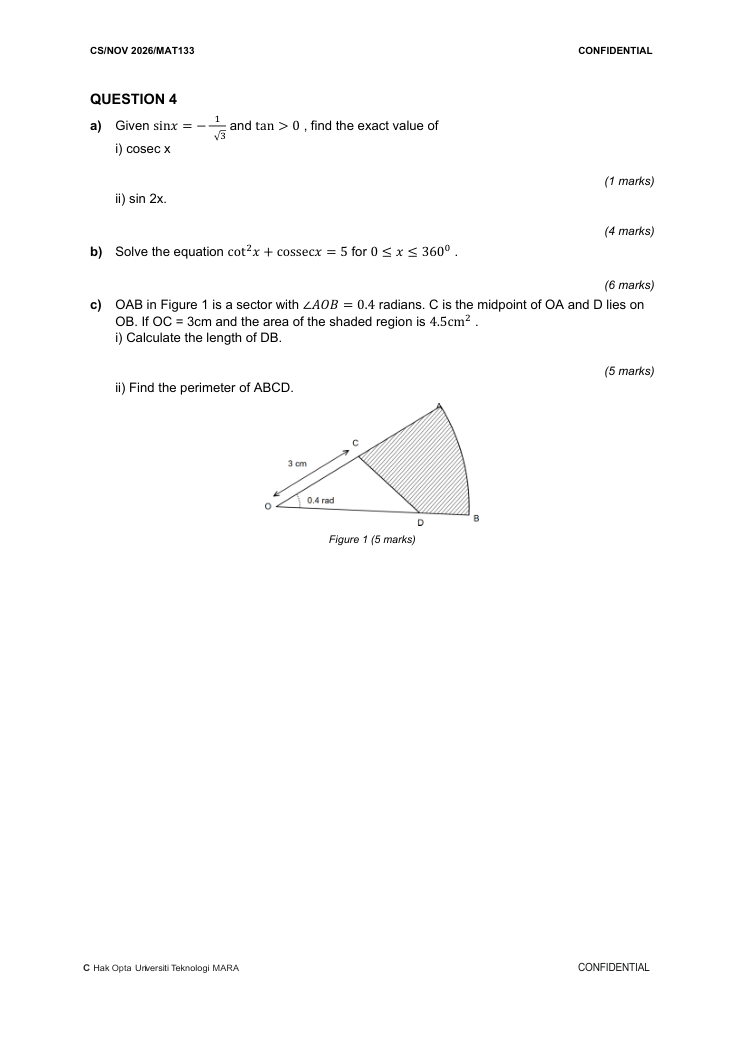 CS/NOV 2026/MAT133 CONFIDENTIAL
QUESTION 4
a) Given sinx = −1/√3 and tan > 0 , find the exact value of
i) cosec x
(1 marks)
ii) sin 2x.
(4 marks)
b) Solve the equation cot²x + cossecx = 5 for 0 ≤ x ≤ 360⁰ .
(6 marks)
c) OAB in Figure 1 is a sector with ∠AOB = 0.4 radians. C is the midpoint of OA and D lies on
OB. If OC = 3cm and the area of the shaded region is 4.5cm² .
i) Calculate the length of DB.
(5 marks)
ii) Find the perimeter of ABCD.
A
C
3 cm
0.4 rad
O
D
B
Figure 1 (5 marks)
C Hak Opta Universiti Teknologi MARA CONFIDENTIAL